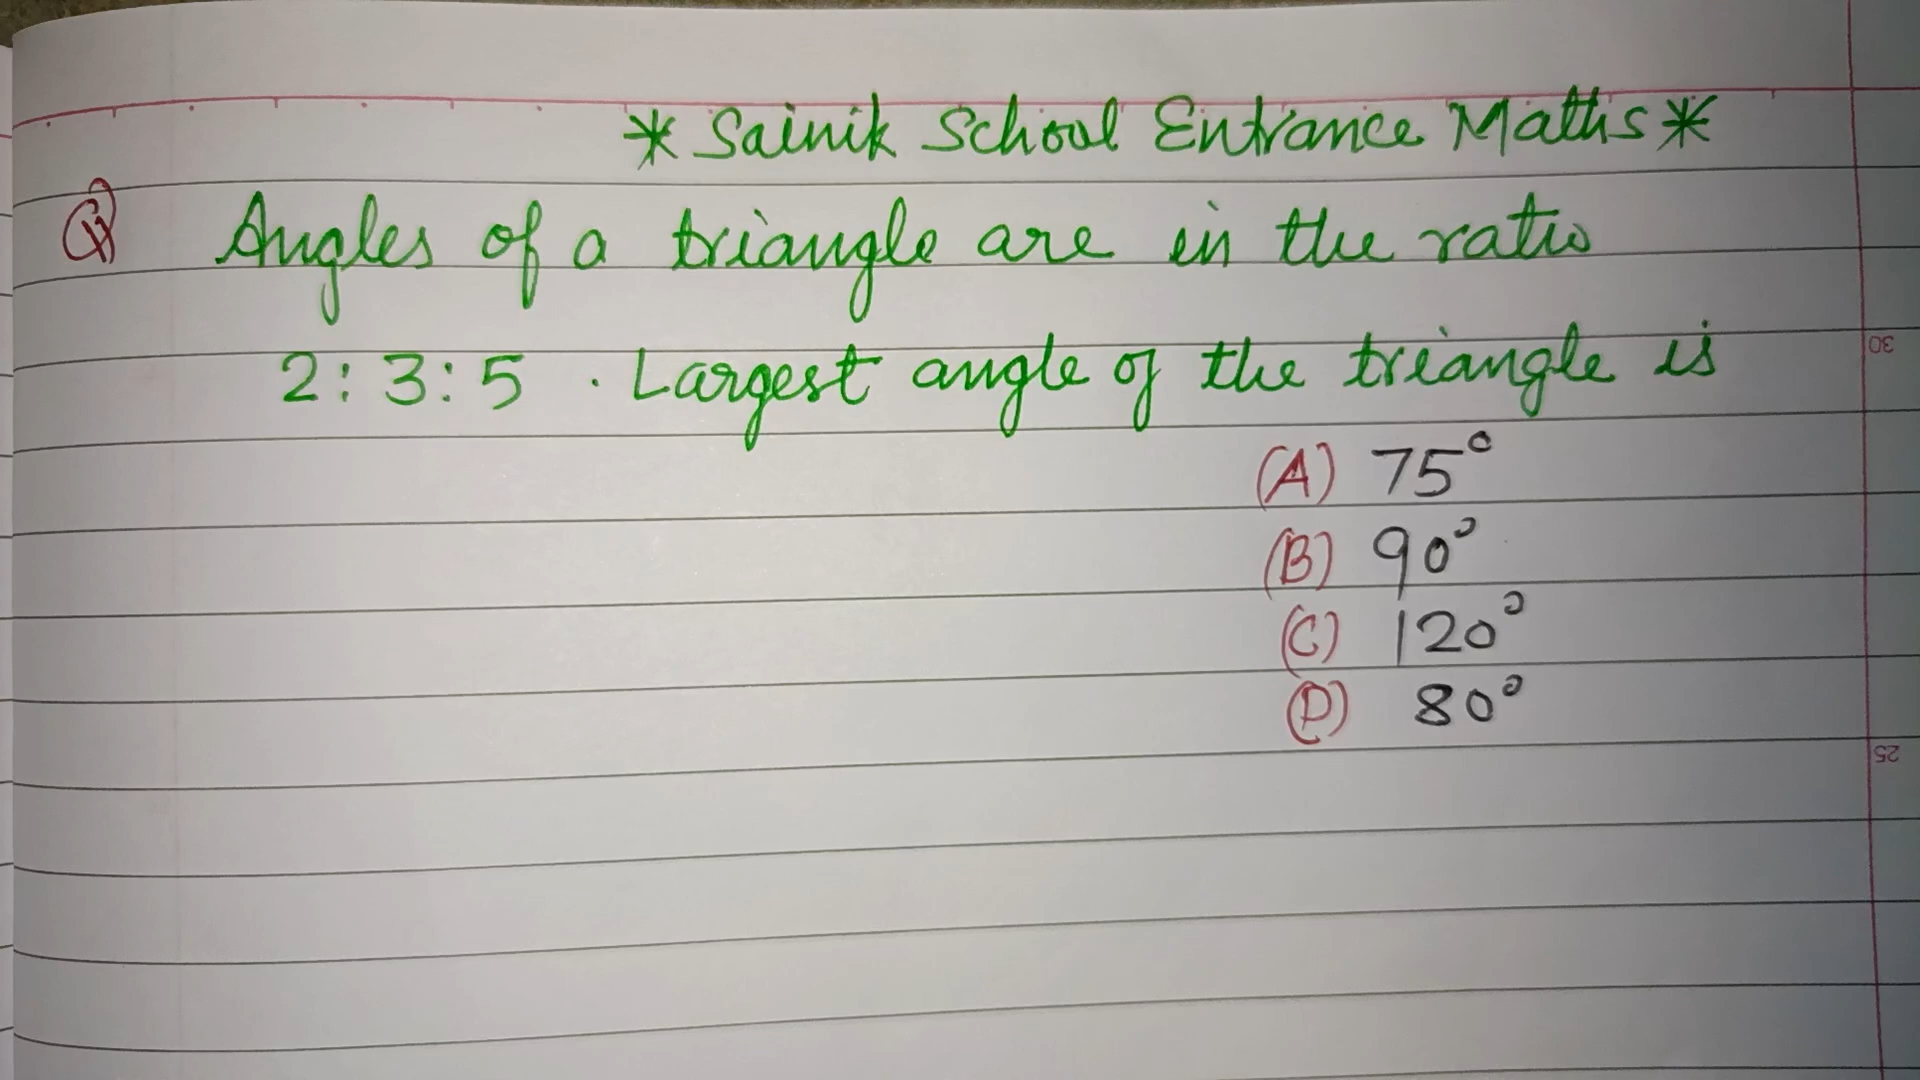 * Sainik School Entrance Maths *
Q Angles of a triangle are in the ratio
2 : 3 : 5 . Largest angle of the triangle is
(A) 75°
(B) 90°
(C) 120°
(D) 80°
30
25